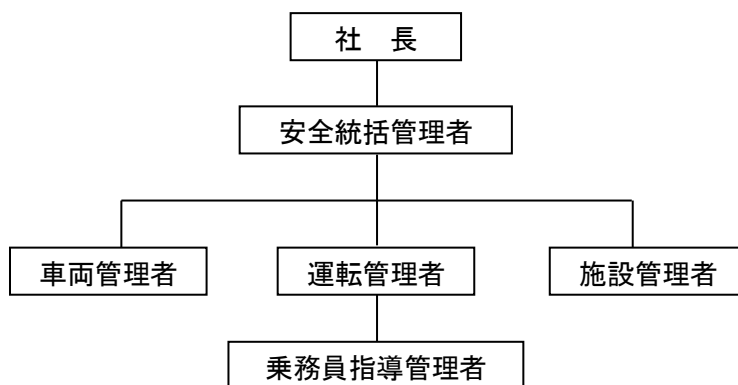 社　長
安全統括管理者
車両管理者
運転管理者
施設管理者
乗務員指導管理者